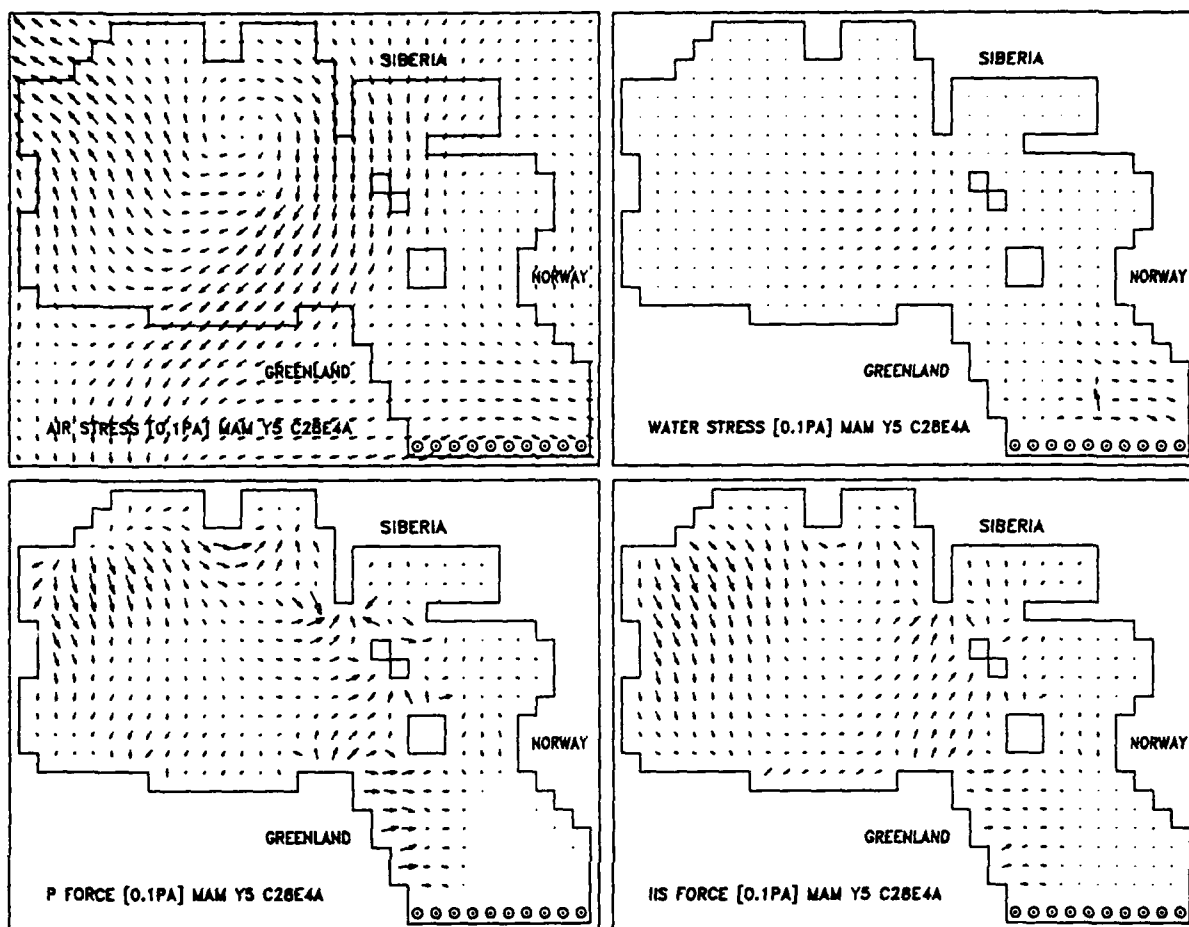 SIBERIA
NORWAY
GREENLAND
AIR STRESS [0.1PA] MAM Y5 C28E4A
SIBERIA
NORWAY
GREENLAND
WATER STRESS [0.1PA] MAM Y5 C28E4A
SIBERIA
NORWAY
GREENLAND
P FORCE [0.1PA] MAM Y5 C28E4A
SIBERIA
NORWAY
GREENLAND
IIS FORCE [0.1PA] MAM Y5 C28E4A